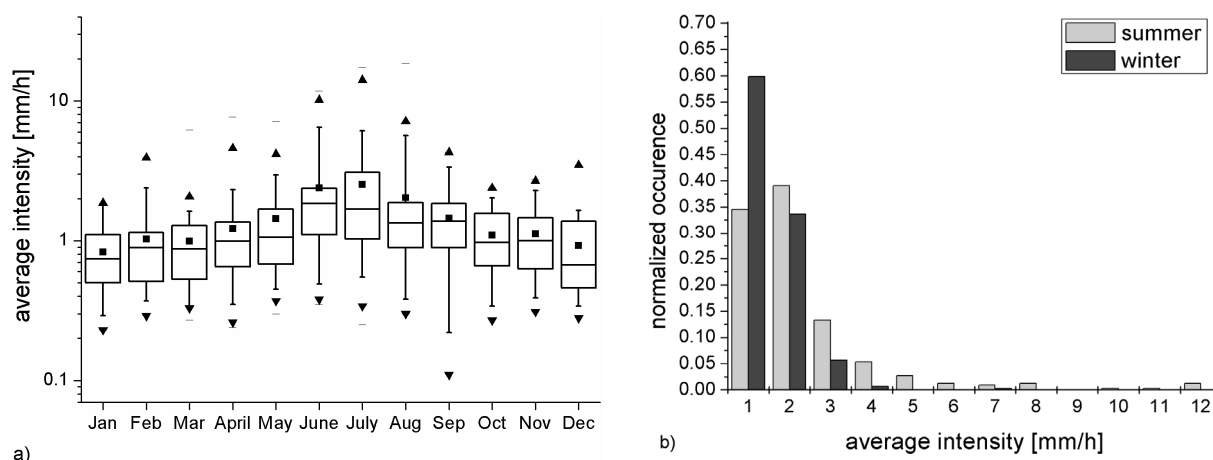 average intensity [mm/h]
10
1
0.1
Jan Feb Mar April May June July Aug Sep Oct Nov Dec
a)
normalized occurence
0.70
0.65
0.60
0.55
0.50
0.45
0.40
0.35
0.30
0.25
0.20
0.15
0.10
0.05
0.00
summer
winter
1 2 3 4 5 6 7 8 9 10 11 12
b)
average intensity [mm/h]